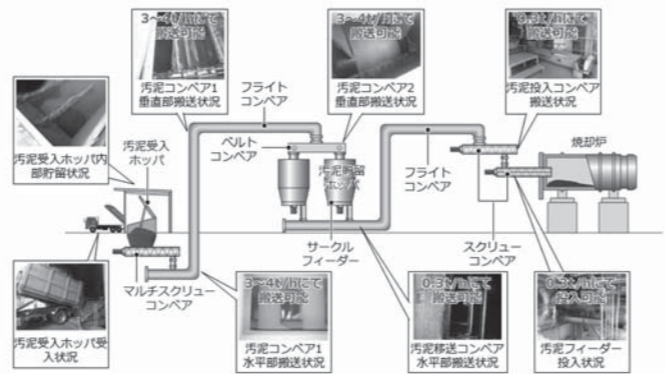 3～4t/hにて
搬送可能
汚泥コンベア1
垂直部搬送状況
3～4t/hにて
搬送可能
汚泥コンベア2
垂直部搬送状況
0.3t/hにて
搬送可能
汚泥投入コンベア
搬送状況
フライト
コンベア
汚泥受入ホッパ内
部貯留状況
汚泥受入
ホッパ
ベルト
コンベア
汚泥貯留
ホッパ
フライト
コンベア
焼却炉
マルチスクリュー
コンベア
サークル
フィーダー
スクリュー
コンベア
汚泥受入ホッパ受
入状況
3～4t/hにて
搬送可能
汚泥コンベア1
水平部搬送状況
0.3t/hにて
搬送可能
汚泥移送コンベア
水平部搬送状況
0.3t/hにて
投入可能
汚泥フィーダー
投入状況